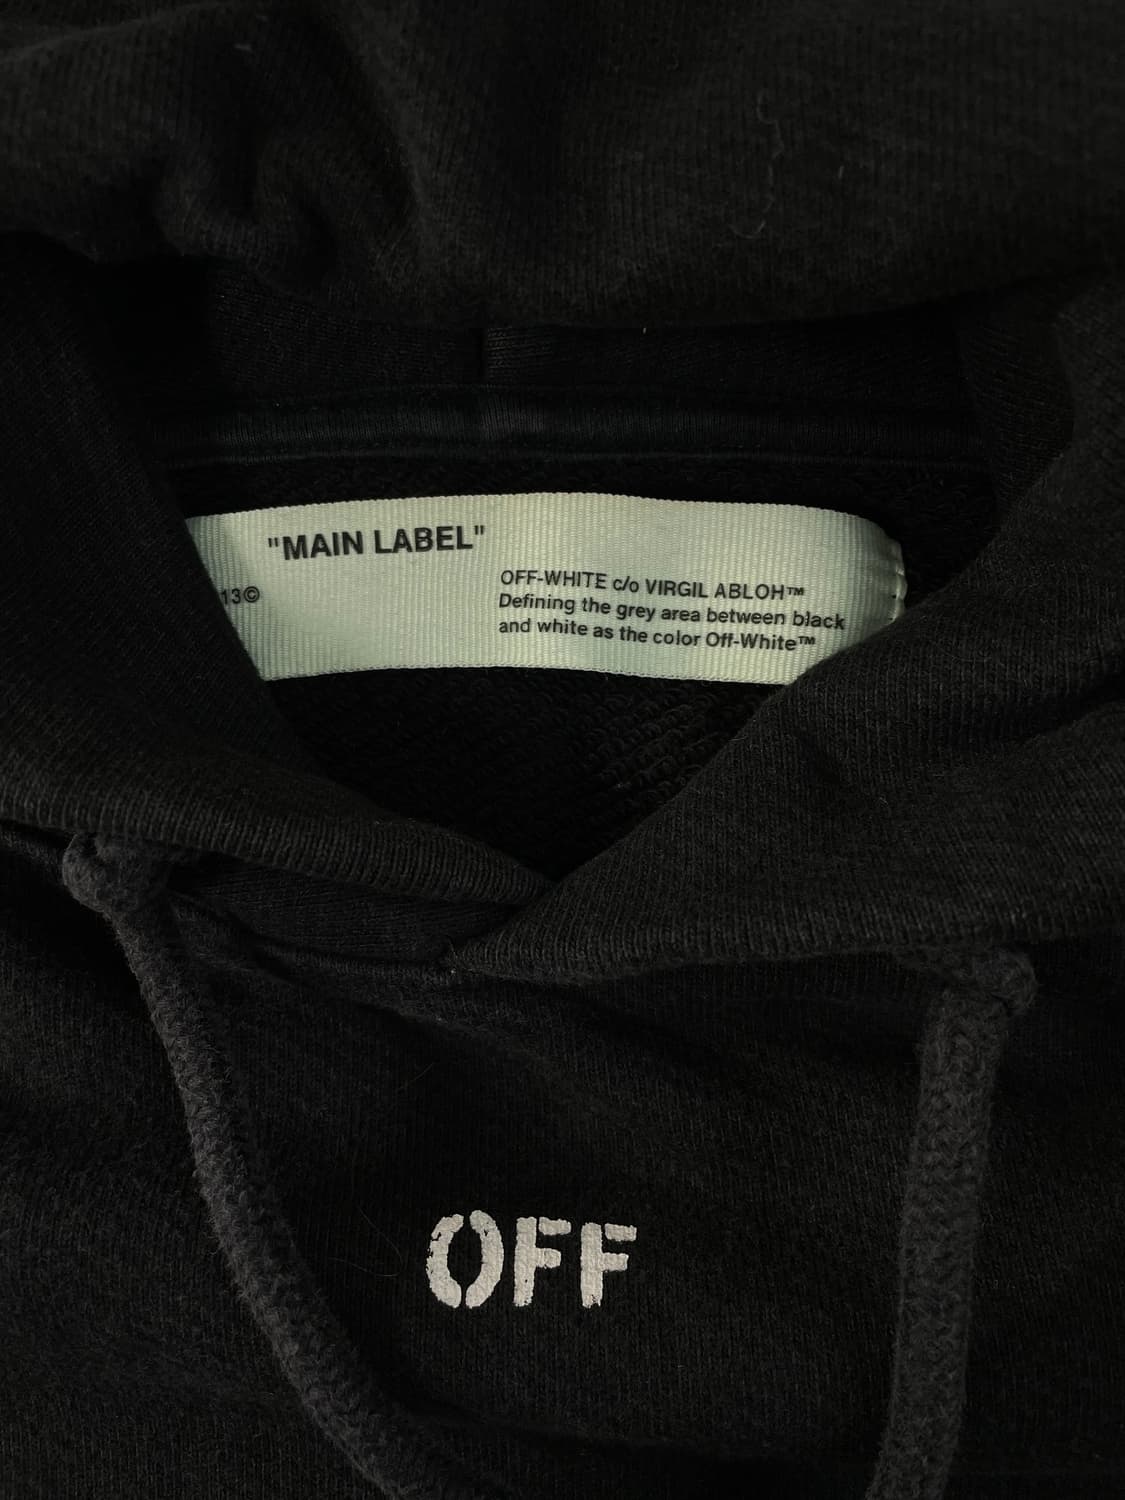 "MAIN LABEL"
13©
OFF-WHITE c/o VIRGIL ABLOH™
Defining the grey area between black
and white as the color Off-White™
OFF